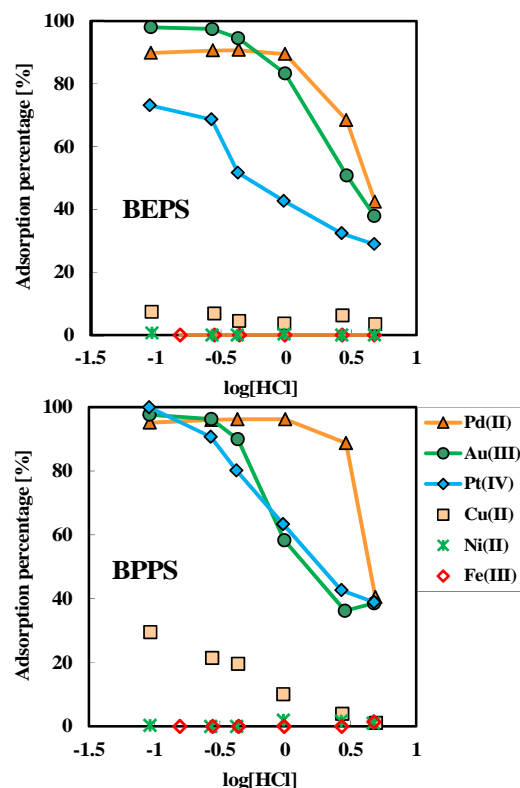 100
80
60
40
20
0
Adsorption percentage [%]
BEPS
-1.5
-1
-0.5
0
0.5
1
log[HCl]
100
80
60
40
20
0
Adsorption percentage [%]
BPPS
-1.5
-1
-0.5
0
0.5
1
log[HCl]
Pd(II)
Au(III)
Pt(IV)
Cu(II)
Ni(II)
Fe(III)